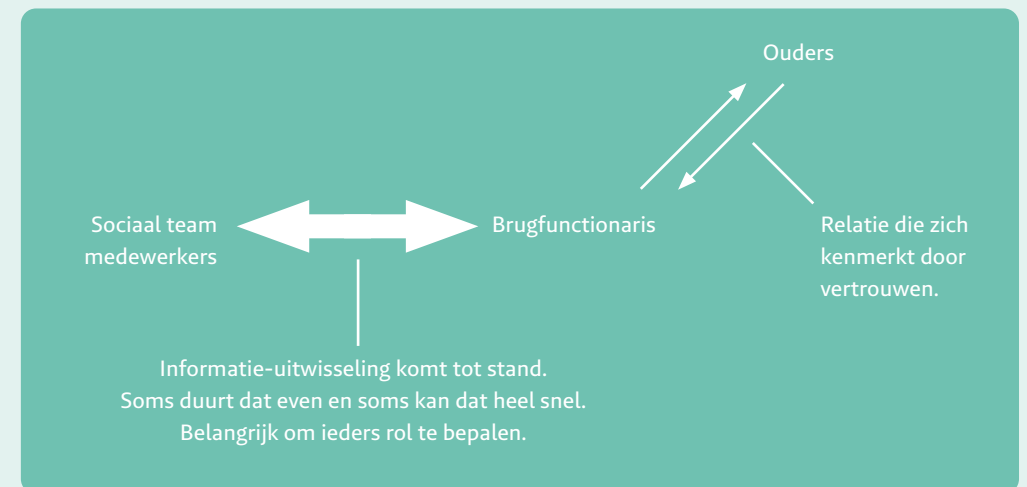 Ouders
Sociaal team
medewerkers
Brugfunctionaris
Relatie die zich
kenmerkt door
vertrouwen.
Informatie-uitwisseling komt tot stand.
Soms duurt dat even en soms kan dat heel snel.
Belangrijk om ieders rol te bepalen.